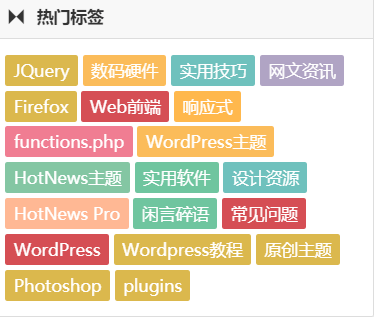 热门标签
JQuery 数码硬件 实用技巧 网文资讯
Firefox Web前端 响应式
functions.php WordPress主题
HotNews主题 实用软件 设计资源
HotNews Pro 闲言碎语 常见问题
WordPress Wordpress教程 原创主题
Photoshop plugins